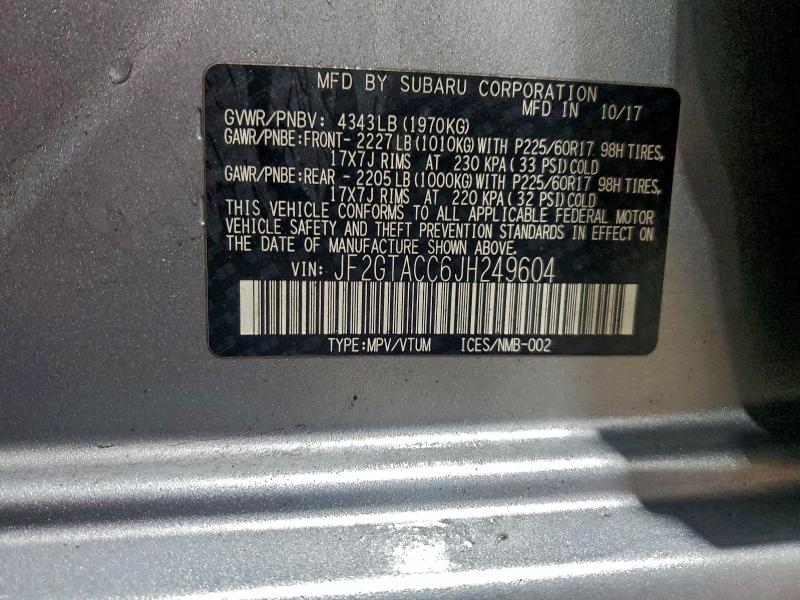 MFD BY SUBARU CORPORATION
MFD IN 10/17
GVWR/PNBV: 4343LB(1970KG)
GAWR/PNBE:FRONT- 2227LB(1010KG)WITH P225/60R17 98H TIRES,
17X7J RIMS AT 230 KPA(33 PSI)COLD
GAWR/PNBE:REAR - 2205LB(1000KG)WITH P225/60R17 98H TIRES,
17X7J RIMS AT 220 KPA(32 PSI)COLD
THIS VEHICLE CONFORMS TO ALL APPLICABLE FEDERAL MOTOR
VEHICLE SAFETY AND THEFT PREVENTION STANDARDS IN EFFECT ON
THE DATE OF MANUFACTURE SHOWN ABOVE.
VIN: JF2GTACC6JH249604
TYPE:MPV/VTUM ICES/NMB-002